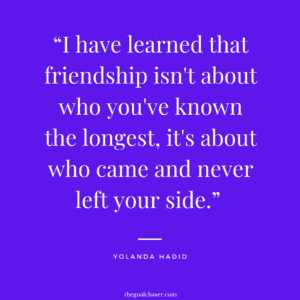 “I have learned that
friendship isn't about
who you've known
the longest, it's about
who came and never
left your side.”
YOLANDA HADID
thegoalchaser.com